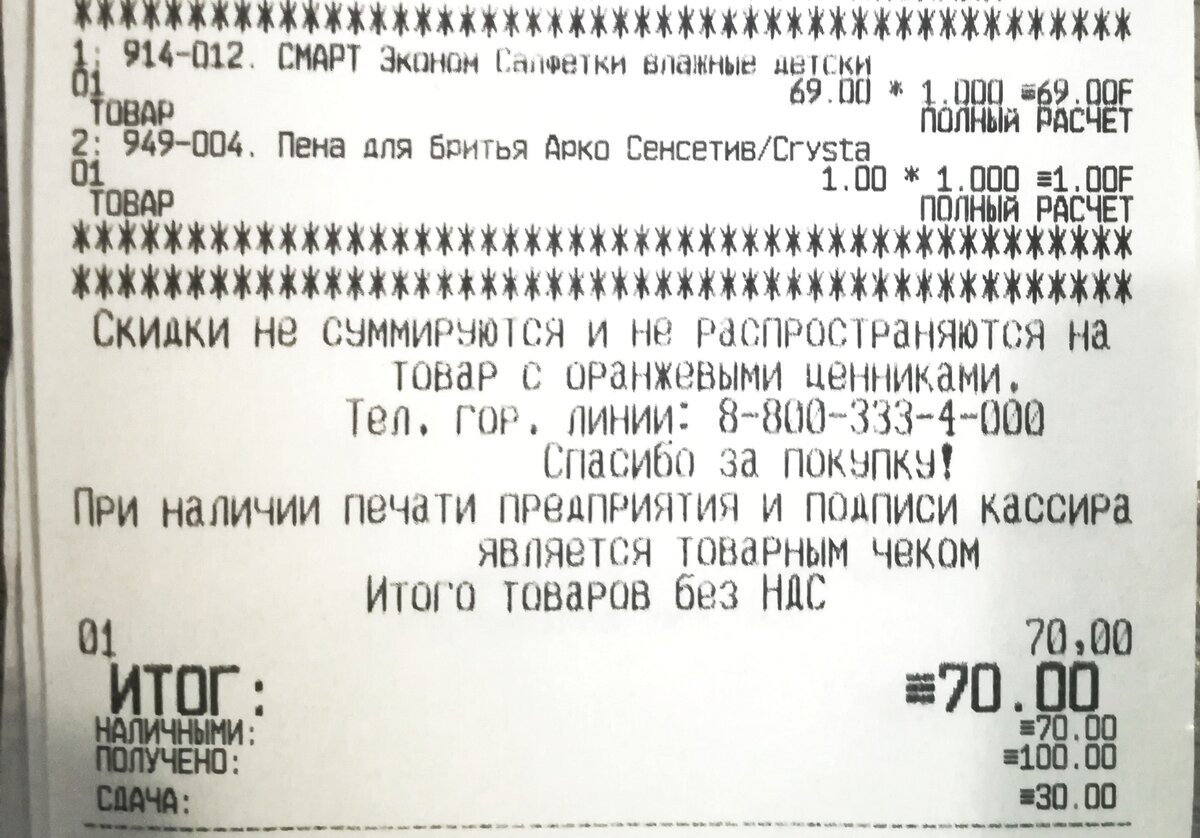 ****************************************************
1: 914-012. СМАРТ Эконом Салфетки влажные детски
01 69.00 * 1.000 ≡69.00F
ТОВАР ПОЛНЫЙ РАСЧЕТ
2: 949-004. Пена для бритья Арко Сенсетив/Crysta
01 1.00 * 1.000 ≡1.00F
ТОВАР ПОЛНЫЙ РАСЧЕТ
****************************************************
****************************************************
Скидки не суммируются и не распространяются на
товар с оранжевыми ценниками.
Тел. гор. линии: 8-800-333-4-000
Спасибо за покупку!
При наличии печати предприятия и подписи кассира
является товарным чеком
Итого товаров без НДС
01 70,00
ИТОГ: ≡70.00
НАЛИЧНЫМИ: ≡70.00
ПОЛУЧЕНО: ≡100.00
СДАЧА: ≡30.00